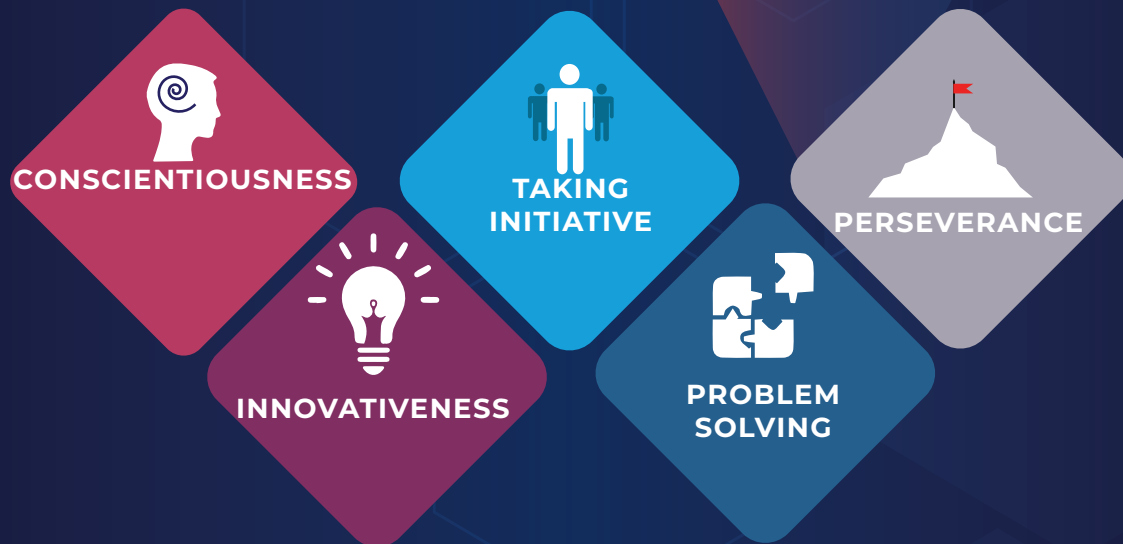 CONSCIENTIOUSNESS
TAKING
INITIATIVE
PERSEVERANCE
INNOVATIVENESS
PROBLEM
SOLVING